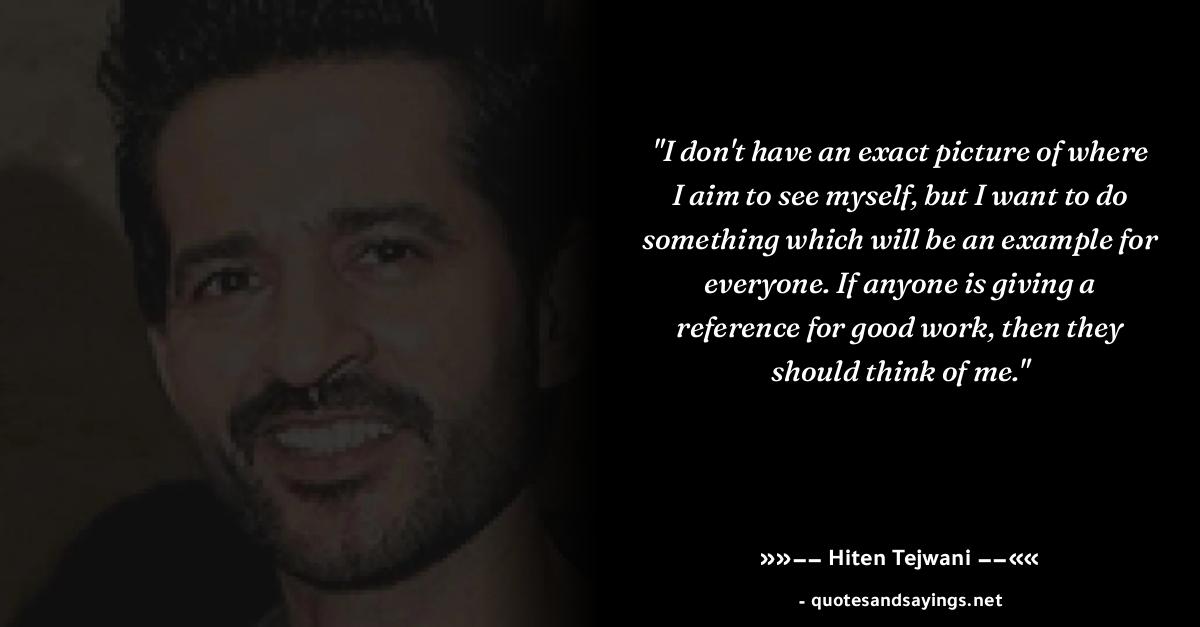 "I don't have an exact picture of where
I aim to see myself, but I want to do
something which will be an example for
everyone. If anyone is giving a
reference for good work, then they
should think of me."
»»−− Hiten Tejwani −−««
- quotesandsayings.net